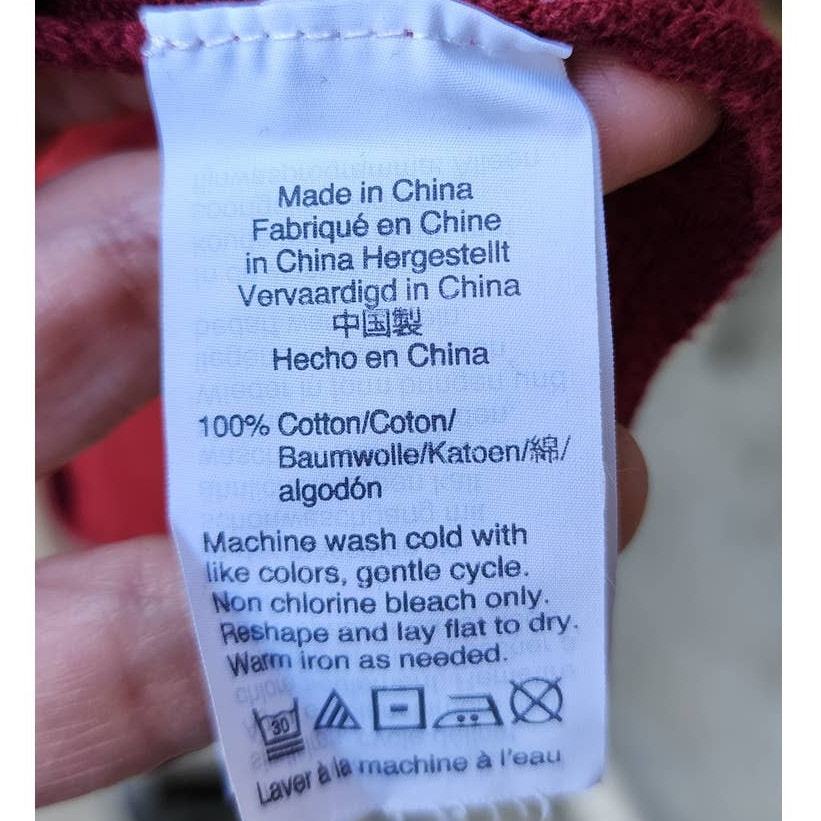 Made in China
Fabriqué en Chine
in China Hergestellt
Vervaardigd in China
中国製
Hecho en China
100% Cotton/Coton/
Baumwolle/Katoen/綿/
algodón
Machine wash cold with
like colors, gentle cycle.
Non chlorine bleach only.
Reshape and lay flat to dry.
Warm iron as needed.
30
Laver à la machine à l'eau